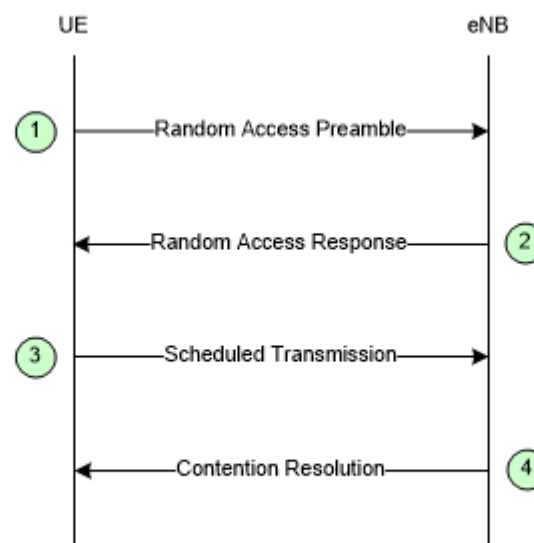 UE eNB
1 Random Access Preamble
Random Access Response 2
3 Scheduled Transmission
Contention Resolution 4